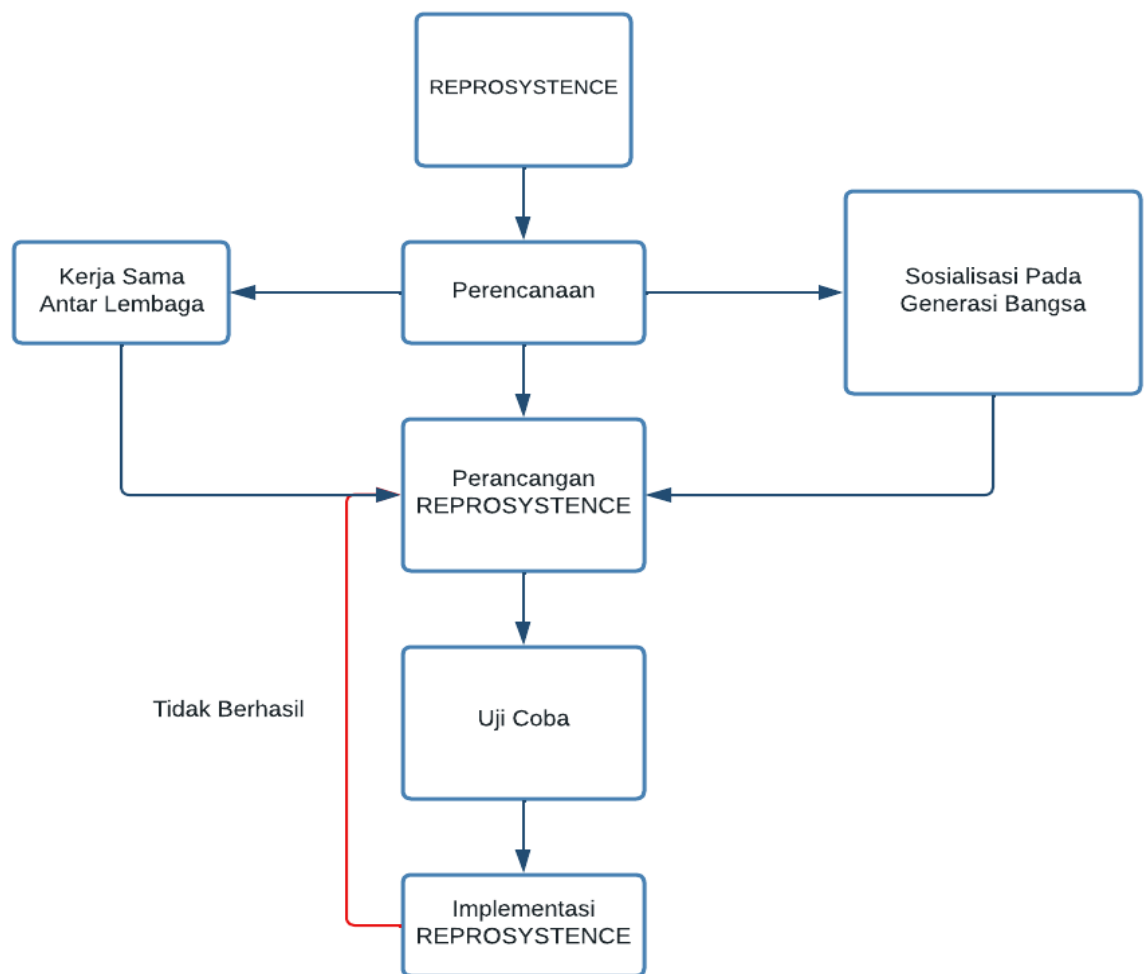 REPROSYSTENCE
Kerja Sama
Antar Lembaga
Perencanaan
Sosialisasi Pada
Generasi Bangsa
Perancangan
REPROSYSTENCE
Tidak Berhasil
Uji Coba
Implementasi
REPROSYSTENCE